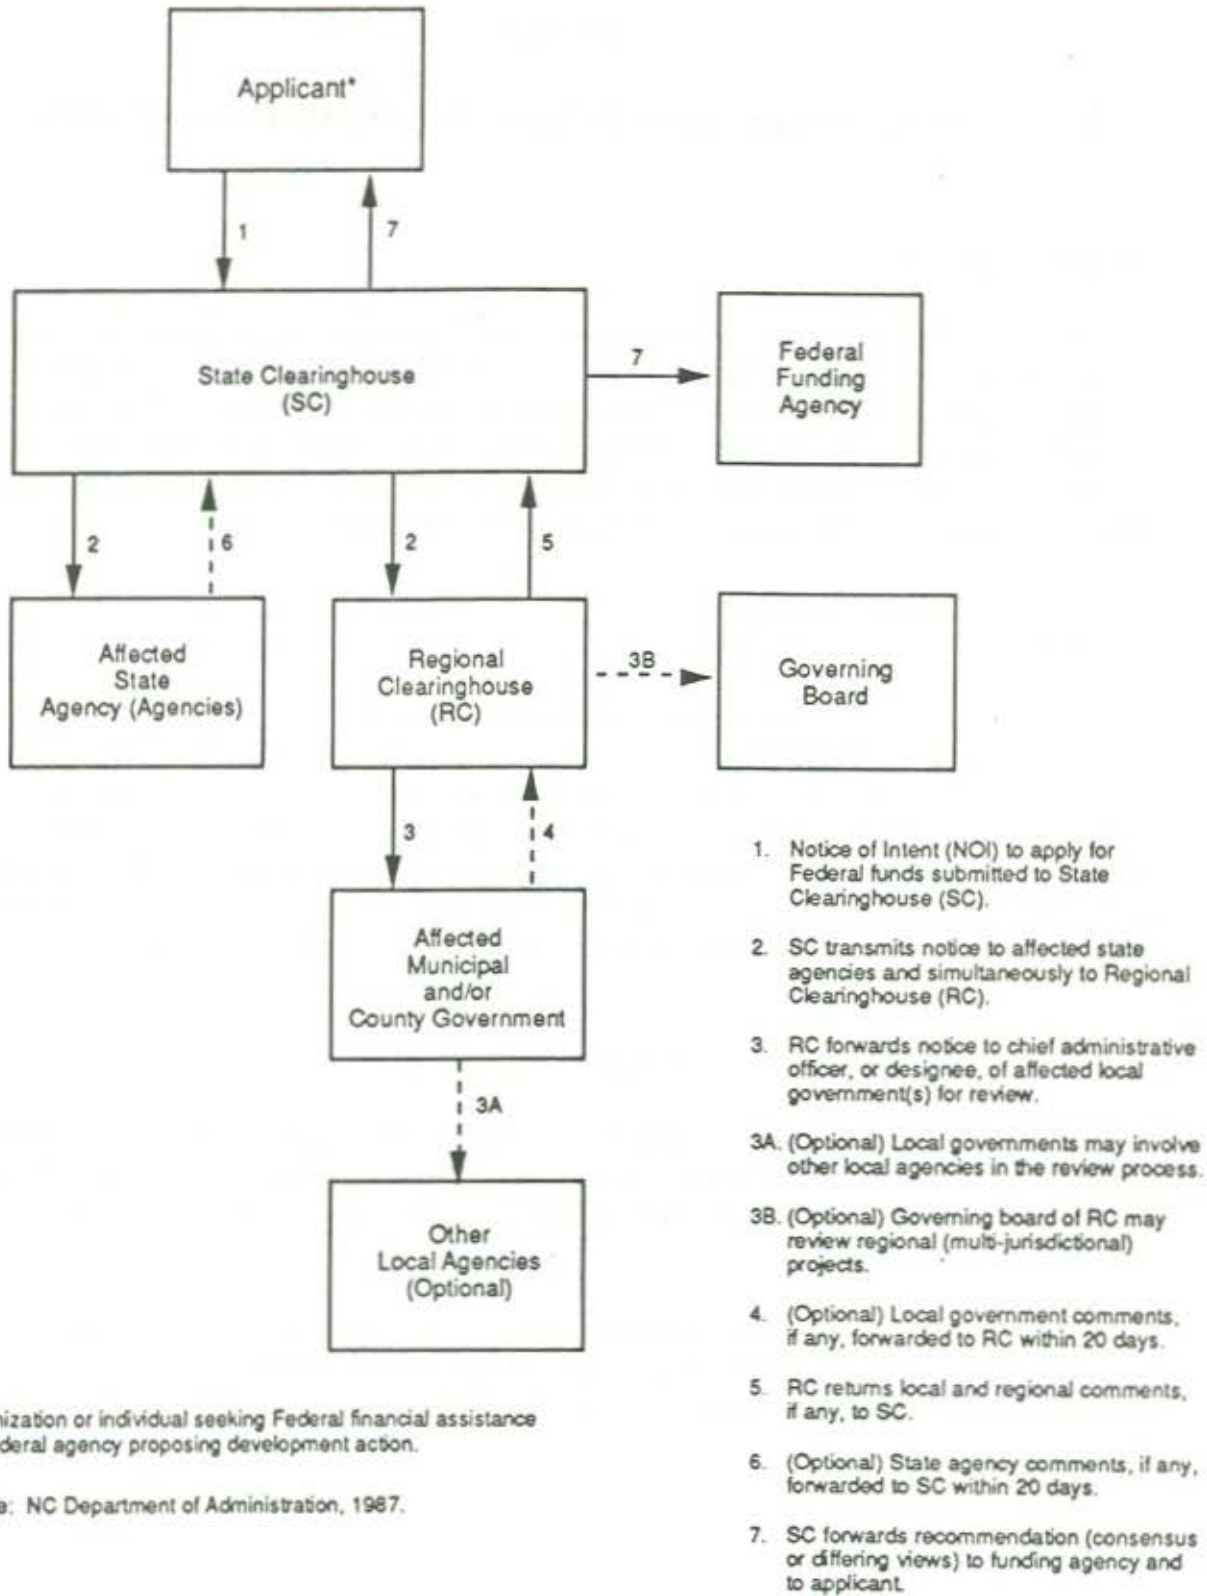 Applicant*
1
7
State Clearinghouse
(SC)
7
Federal
Funding
Agency
2
6
2
5
Affected
State
Agency (Agencies)
Regional
Clearinghouse
(RC)
3B
Governing
Board
3
4
Affected
Municipal
and/or
County Government
3A
Other
Local Agencies
(Optional)
1. Notice of Intent (NOI) to apply for
Federal funds submitted to State
Clearinghouse (SC).
2. SC transmits notice to affected state
agencies and simultaneously to Regional
Clearinghouse (RC).
3. RC forwards notice to chief administrative
officer, or designee, of affected local
government(s) for review.
3A. (Optional) Local governments may involve
other local agencies in the review process.
3B. (Optional) Governing board of RC may
review regional (multi-jurisdictional)
projects.
4. (Optional) Local government comments,
if any, forwarded to RC within 20 days.
5. RC returns local and regional comments,
if any, to SC.
6. (Optional) State agency comments, if any,
forwarded to SC within 20 days.
7. SC forwards recommendation (consensus
or differing views) to funding agency and
to applicant.
nization or individual seeking Federal financial assistance
deral agency proposing development action.
e: NC Department of Administration, 1987.